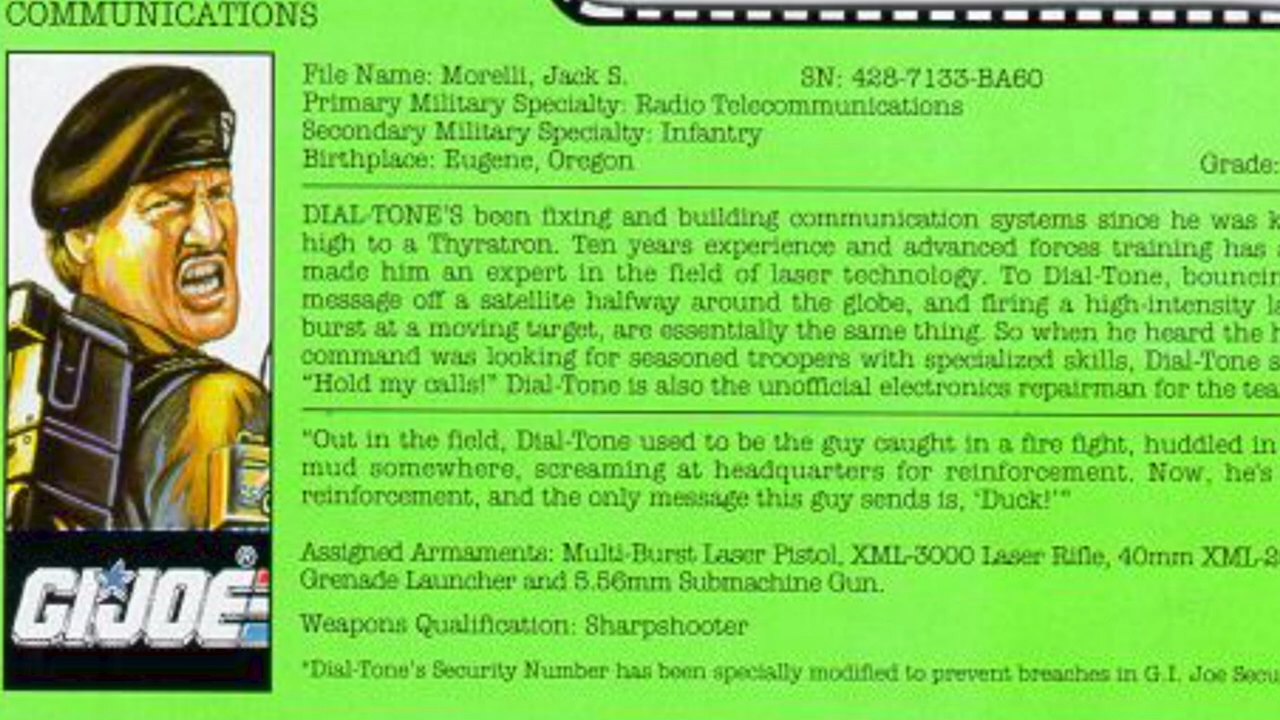 COMMUNICATIONS
File Name: Morelli, Jack S. SN: 428-7133-BA60
Primary Military Specialty: Radio Telecommunications
Secondary Military Specialty: Infantry
Birthplace: Eugene, Oregon Grade:
DIAL-TONE'S been fixing and building communication systems since he was
high to a Thyratron. Ten years experience and advanced forces training has
made him an expert in the field of laser technology. To Dial-Tone,
message off a satellite halfway around the globe, and firing a high-intensity
burst at a moving target, are essentially the same thing. So when he heard the
command was looking for seasoned troopers with specialized skills, Dial-Tone
"Hold my calls!" Dial-Tone is also the unofficial electronics repairman for the
"Out in the field, Dial-Tone used to be the guy caught in a fire fight, huddled in
mud somewhere, screaming at headquarters for reinforcement. Now, he's
reinforcement, and the only message this guy sends is, 'Duck!'"
Assigned Armaments: Multi-Burst Laser Pistol, XML-3000 Laser Rifle, 40mm
Grenade Launcher and 5.56mm Submachine Gun.
Weapons Qualification: Sharpshooter
*Dial-Tone's Security Number has been specially modified to prevent breaches in G.I. Joe
GI JOE ®